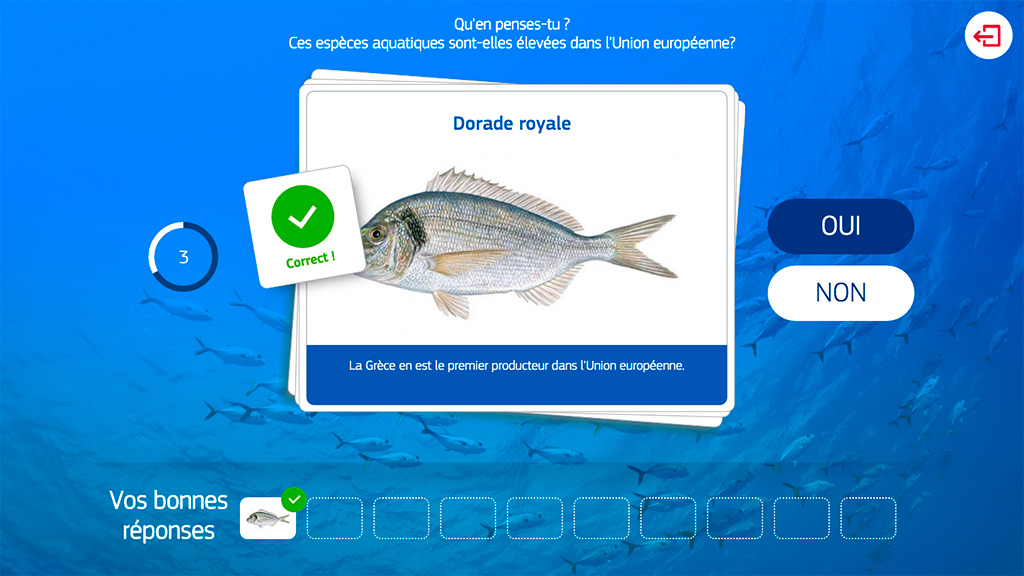 Qu'en penses-tu ?
Ces espèces aquatiques sont-elles élevées dans l'Union européenne?
Dorade royale
Correct !
3
OUI
NON
La Grèce en est le premier producteur dans l'Union européenne.
Vos bonnes
réponses